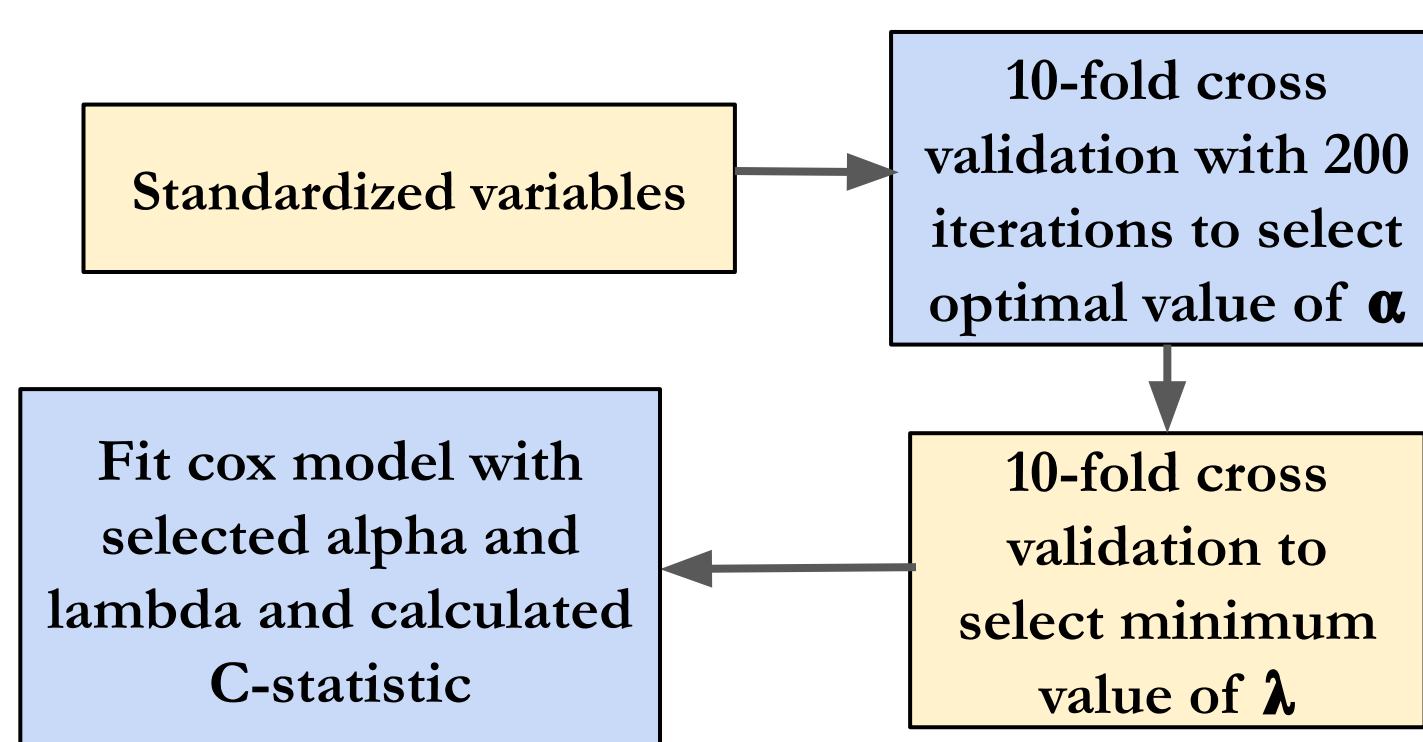 Standardized variables
10-fold cross
validation with 200
iterations to select
optimal value of α
10-fold cross
validation to
select minimum
value of λ
Fit cox model with
selected alpha and
lambda and calculated
C-statistic